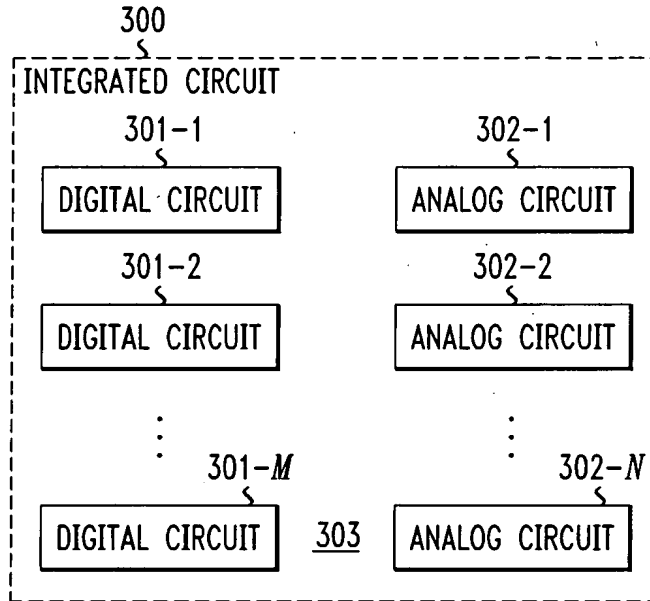 300
INTEGRATED CIRCUIT
301-1 302-1
DIGITAL CIRCUIT ANALOG CIRCUIT
301-2 302-2
DIGITAL CIRCUIT ANALOG CIRCUIT
301-M 302-N
DIGITAL CIRCUIT 303 ANALOG CIRCUIT